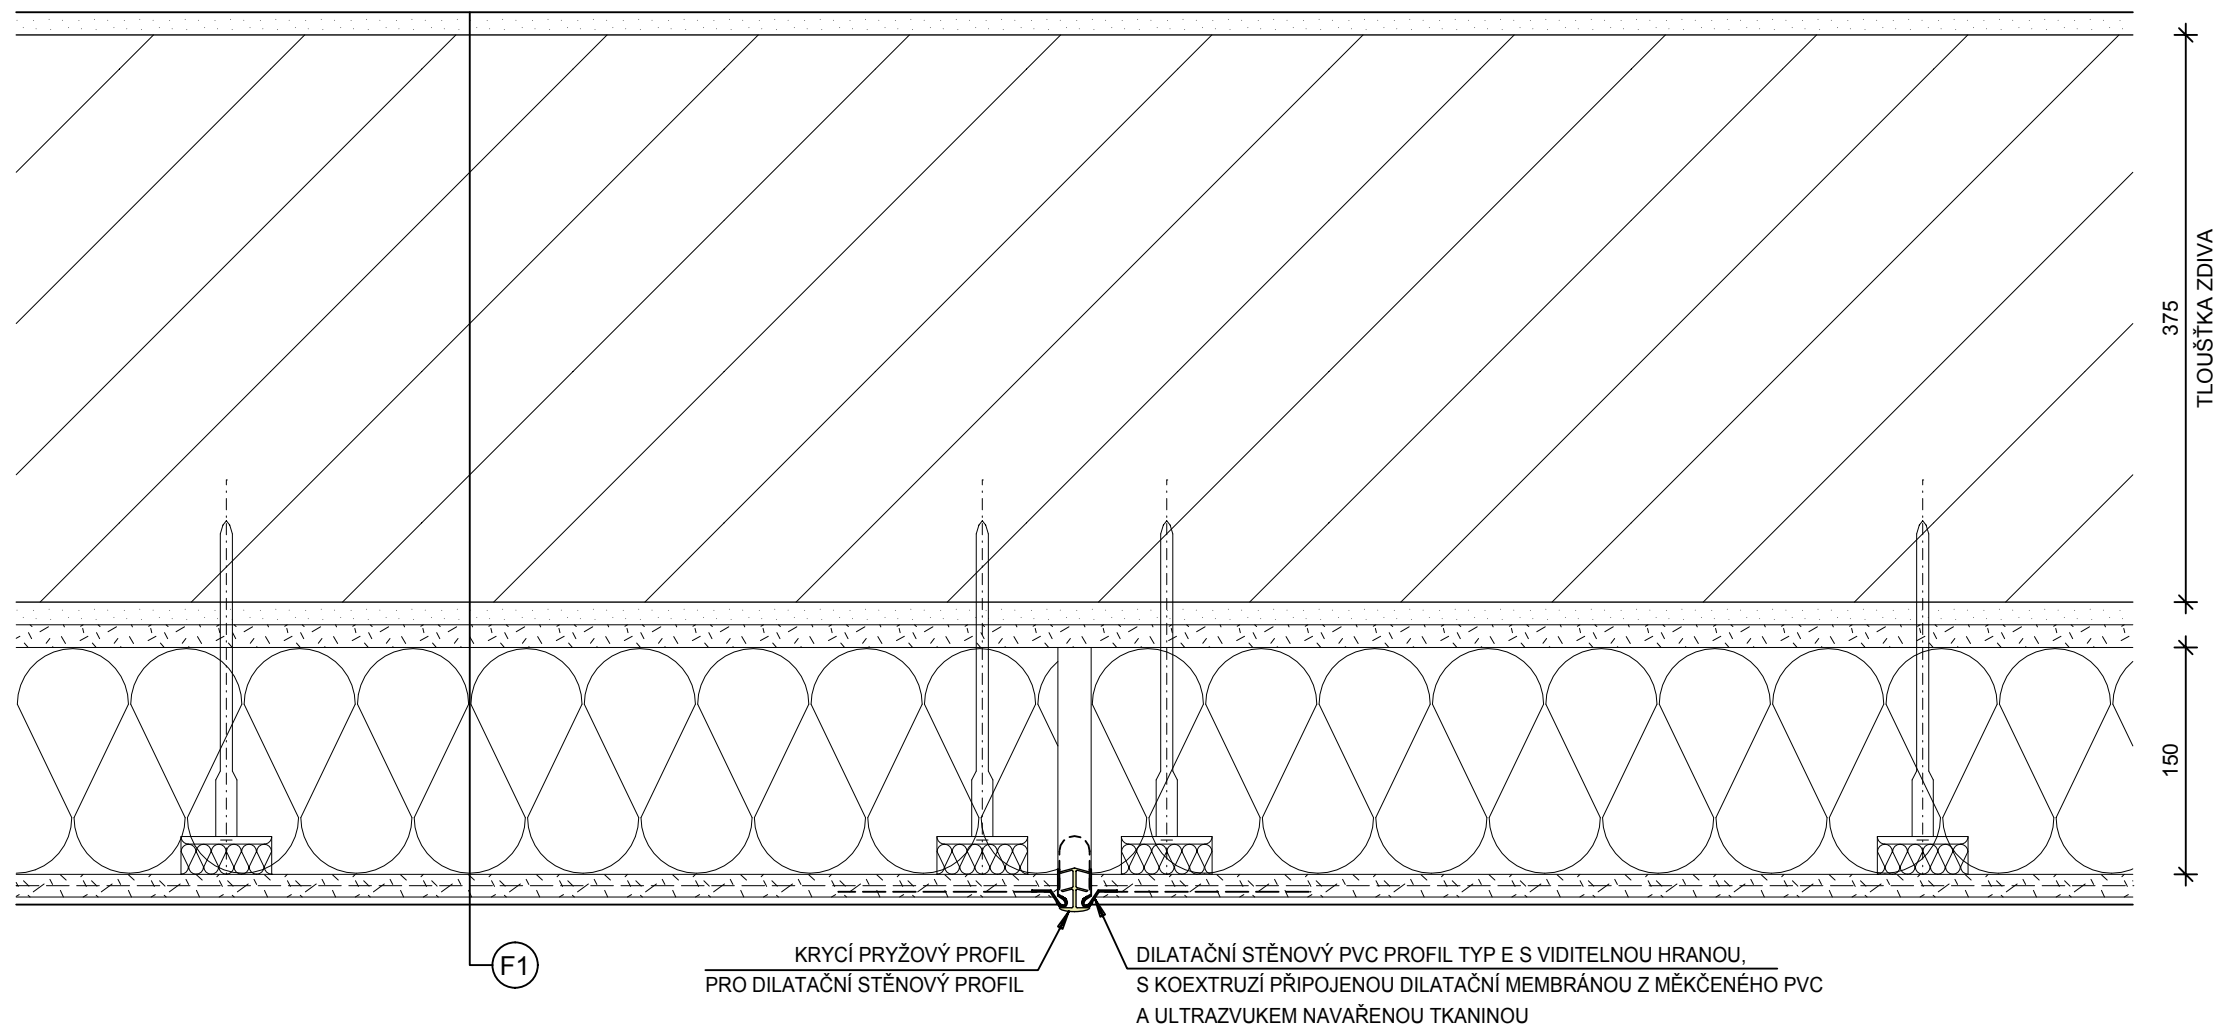 375
TLOUŠŤKA ZDIVA
150
F1
KRYCÍ PRYŽOVÝ PROFIL
PRO DILATAČNÍ STĚNOVÝ PROFIL
DILATAČNÍ STĚNOVÝ PVC PROFIL TYP E S VIDITELNOU HRANOU,
S KOEXTRUZÍ PŘIPOJENOU DILATAČNÍ MEMBRÁNOU Z MĚKČENÉHO PVC
A ULTRAZVUKEM NAVAŘENOU TKANINOU